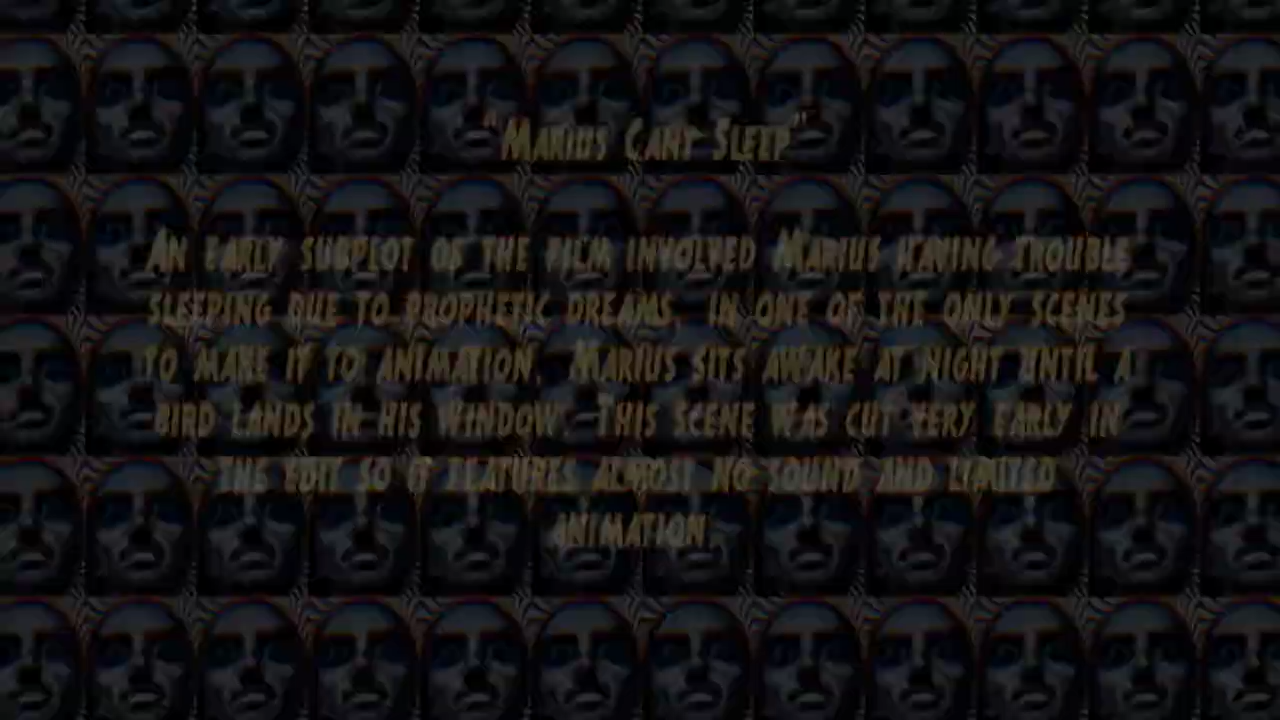 "Marius Cant Sleep"
An early subplot of the film involved Marius having trouble
sleeping due to prophetic dreams. In one of the only scenes
to make it to animation, Marius sits awake at night until a
bird lands in his window. This scene was cut very early in
the edit so it features almost no sound and limited
animation.